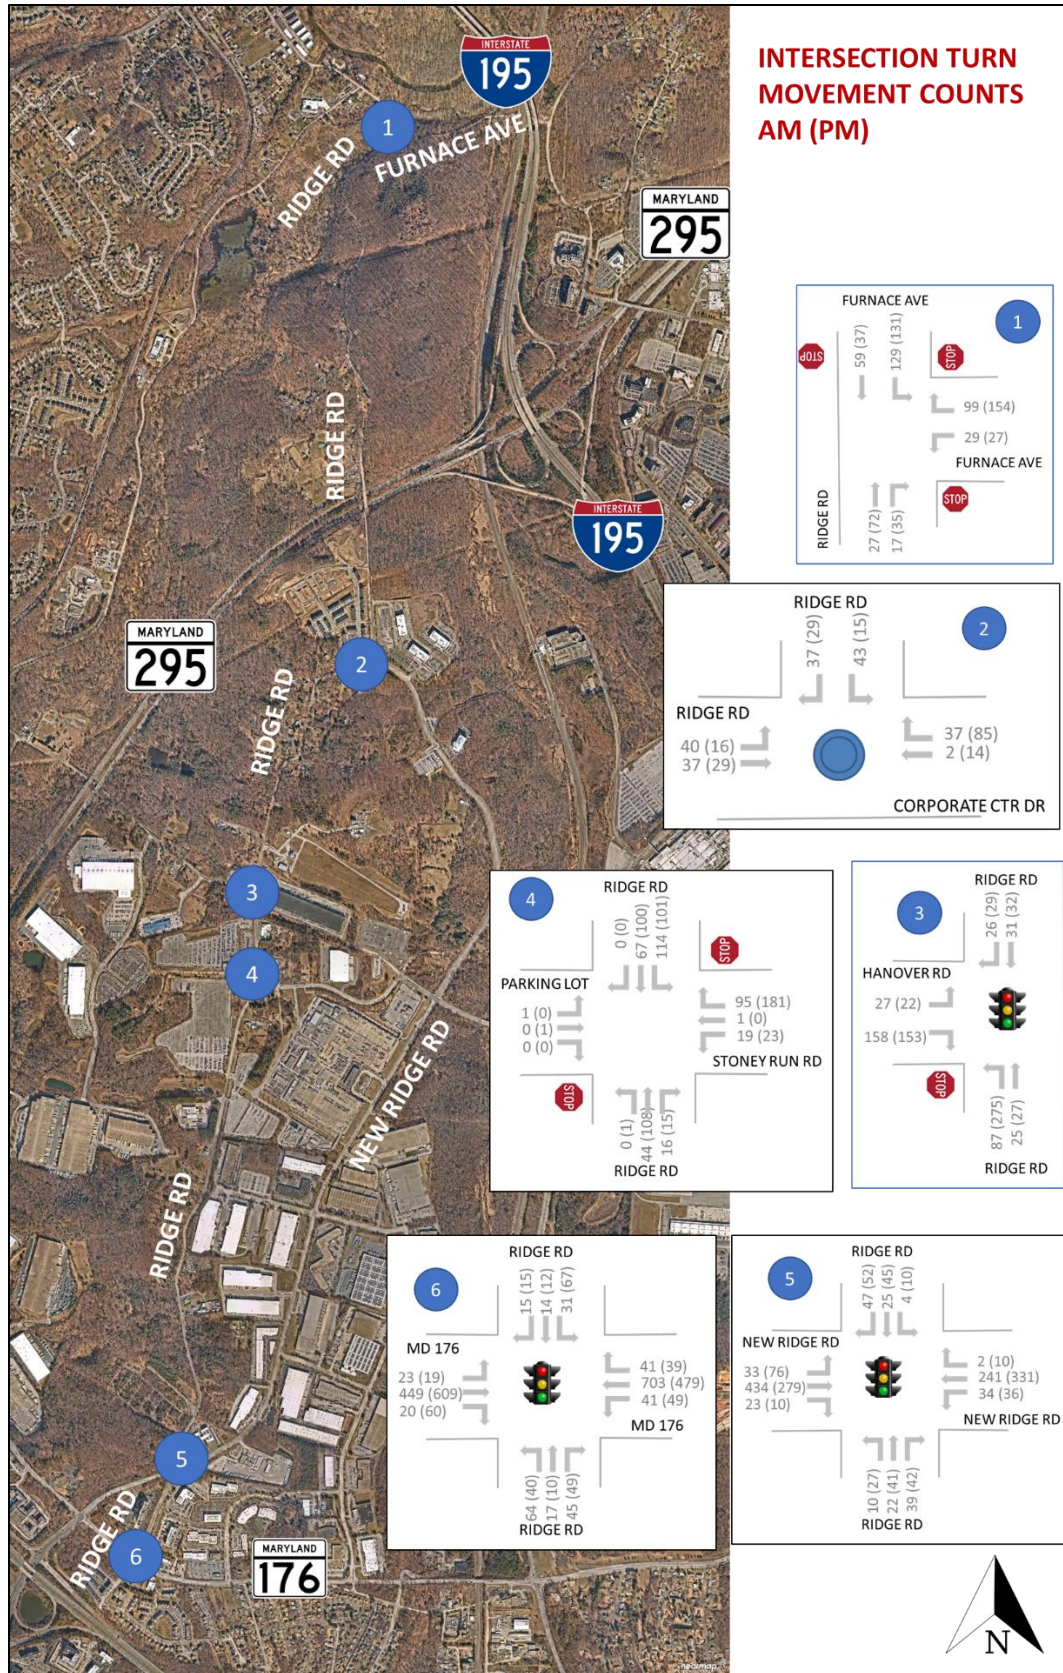 INTERSECTION TURN
MOVEMENT COUNTS
AM (PM)
INTERSTATE
195
1
RIDGE RD
FURNACE AVE
MARYLAND
295
RIDGE RD
INTERSTATE
195
MARYLAND
295
2
RIDGE RD
3
4
NEW RIDGE RD
RIDGE RD
5
RIDGE RD
6
MARYLAND
176
N
nearmap
FURNACE AVE
1
STOP
59 (37)
129 (131)
STOP
99 (154)
29 (27)
FURNACE AVE
RIDGE RD
27 (72)
17 (35)
STOP
RIDGE RD
2
37 (29)
43 (15)
RIDGE RD
40 (16)
37 (29)
37 (85)
2 (14)
CORPORATE CTR DR
RIDGE RD
3
26 (29)
31 (32)
HANOVER RD
27 (22)
158 (153)
STOP
87 (275)
25 (27)
RIDGE RD
4
RIDGE RD
0 (0)
67 (100)
114 (101)
STOP
PARKING LOT
1 (0)
0 (1)
0 (0)
95 (181)
1 (0)
19 (23)
STONEY RUN RD
STOP
0 (1)
44 (108)
16 (15)
RIDGE RD
RIDGE RD
5
47 (52)
25 (45)
4 (10)
NEW RIDGE RD
33 (76)
434 (279)
23 (10)
2 (10)
241 (331)
34 (36)
NEW RIDGE RD
10 (27)
22 (41)
39 (42)
RIDGE RD
RIDGE RD
6
15 (15)
14 (12)
31 (67)
MD 176
23 (19)
449 (609)
20 (60)
41 (39)
703 (479)
41 (49)
MD 176
64 (40)
17 (10)
45 (49)
RIDGE RD